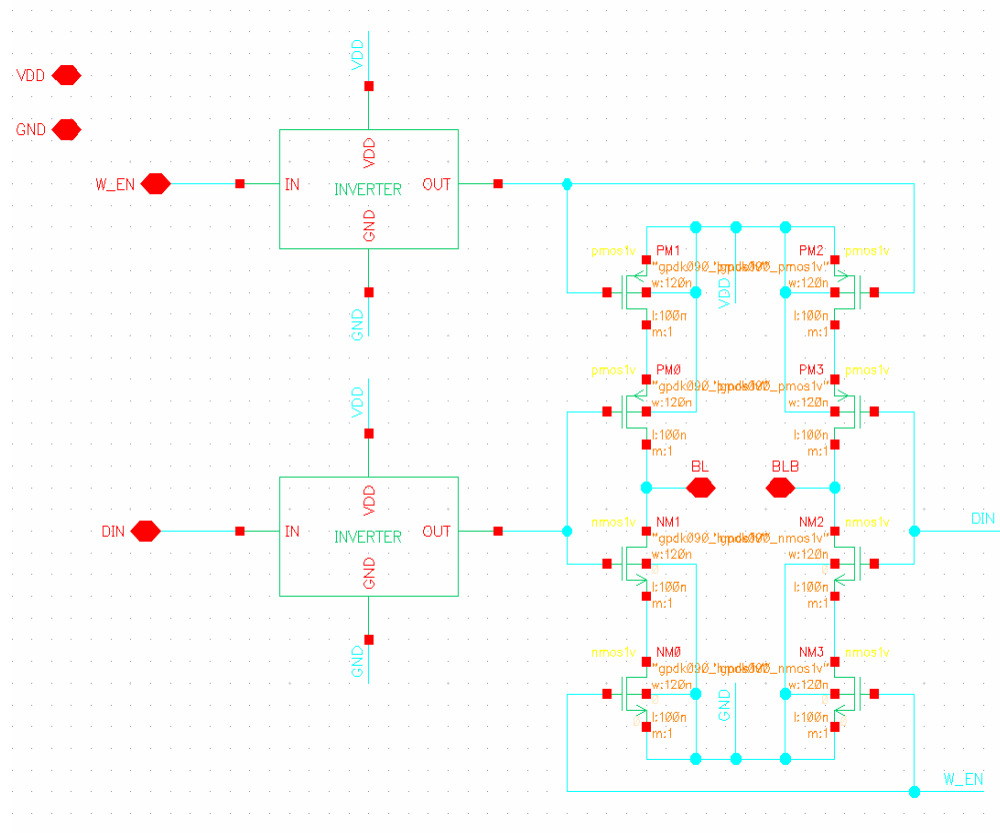 VDD
VDD
GND
W_EN
IN
VDD
INVERTER
OUT
GND
GND
pmos1v
PM1
PM2
pmos1v
w:120n
w:120n
VDD
l:100n
l:100n
m:1
m:1
pmos1v
PM0
PM3
pmos1v
w:120n
w:120n
l:100n
l:100n
m:1
m:1
VDD
BL
BLB
DIN
IN
VDD
INVERTER
OUT
GND
GND
nmos1v
NM1
NM2
nmos1v
DIN
w:120n
w:120n
l:100n
l:100n
m:1
m:1
nmos1v
NM0
NM3
nmos1v
w:120n
w:120n
GND
l:100n
l:100n
m:1
m:1
W_EN